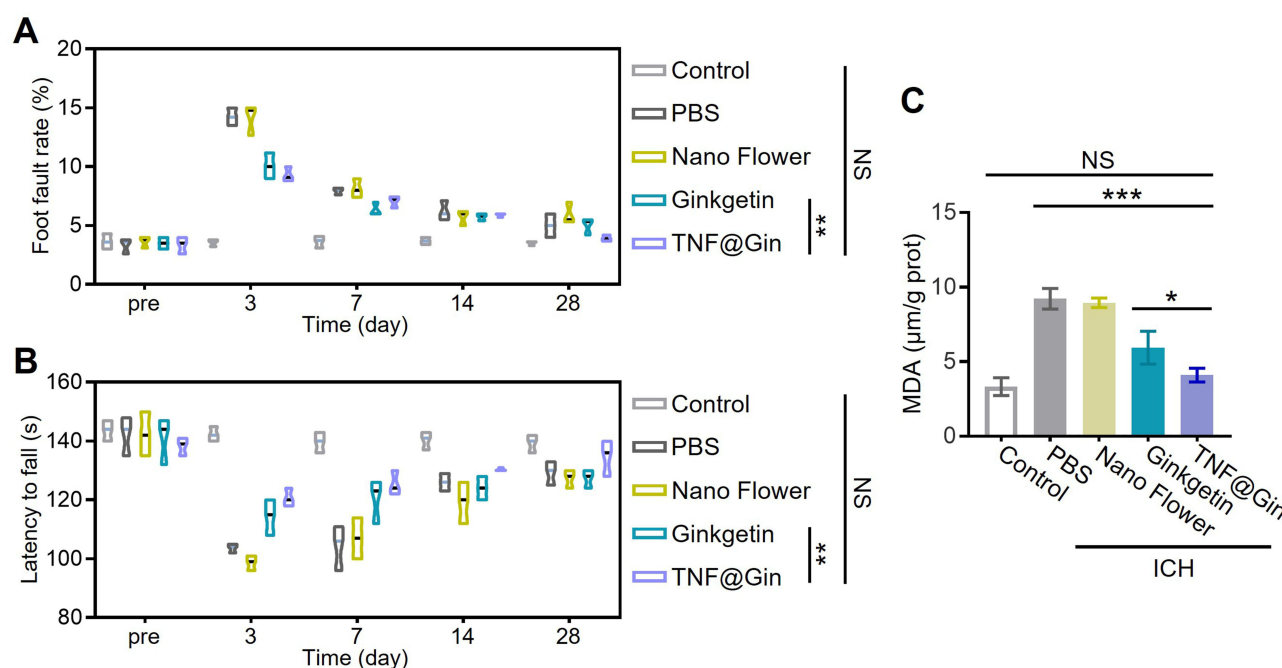 A
20
15
10
5
0
Foot fault rate (%)
pre 3 7 14 28
Time (day)
Control
PBS
Nano Flower
Ginkgetin
TNF@Gin
**
NS
B
160
140
120
100
80
Latency to fall (s)
pre 3 7 14 28
Time (day)
Control
PBS
Nano Flower
Ginkgetin
TNF@Gin
**
NS
C
NS
***
*
15
10
5
0
MDA (μm/g prot)
Control
PBS
Nano Flower
Ginkgetin
TNF@Gin
ICH